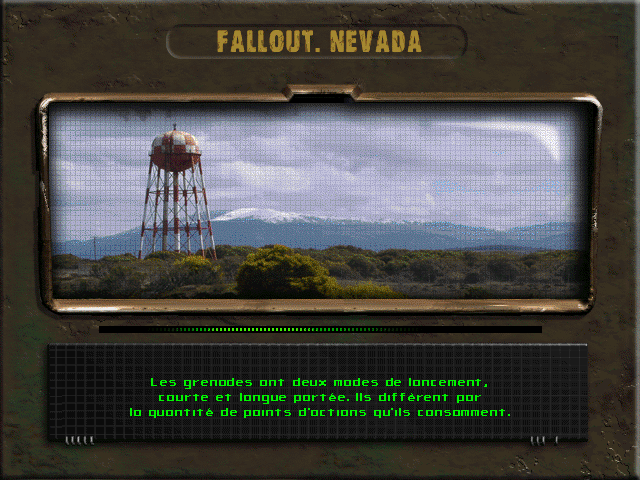 FALLOUT. NEVADA
Les grenades ont deux modes de lancement,
courte et longue portée. Ils diffèrent par
la quantité de points d'actions qu'ils consomment.